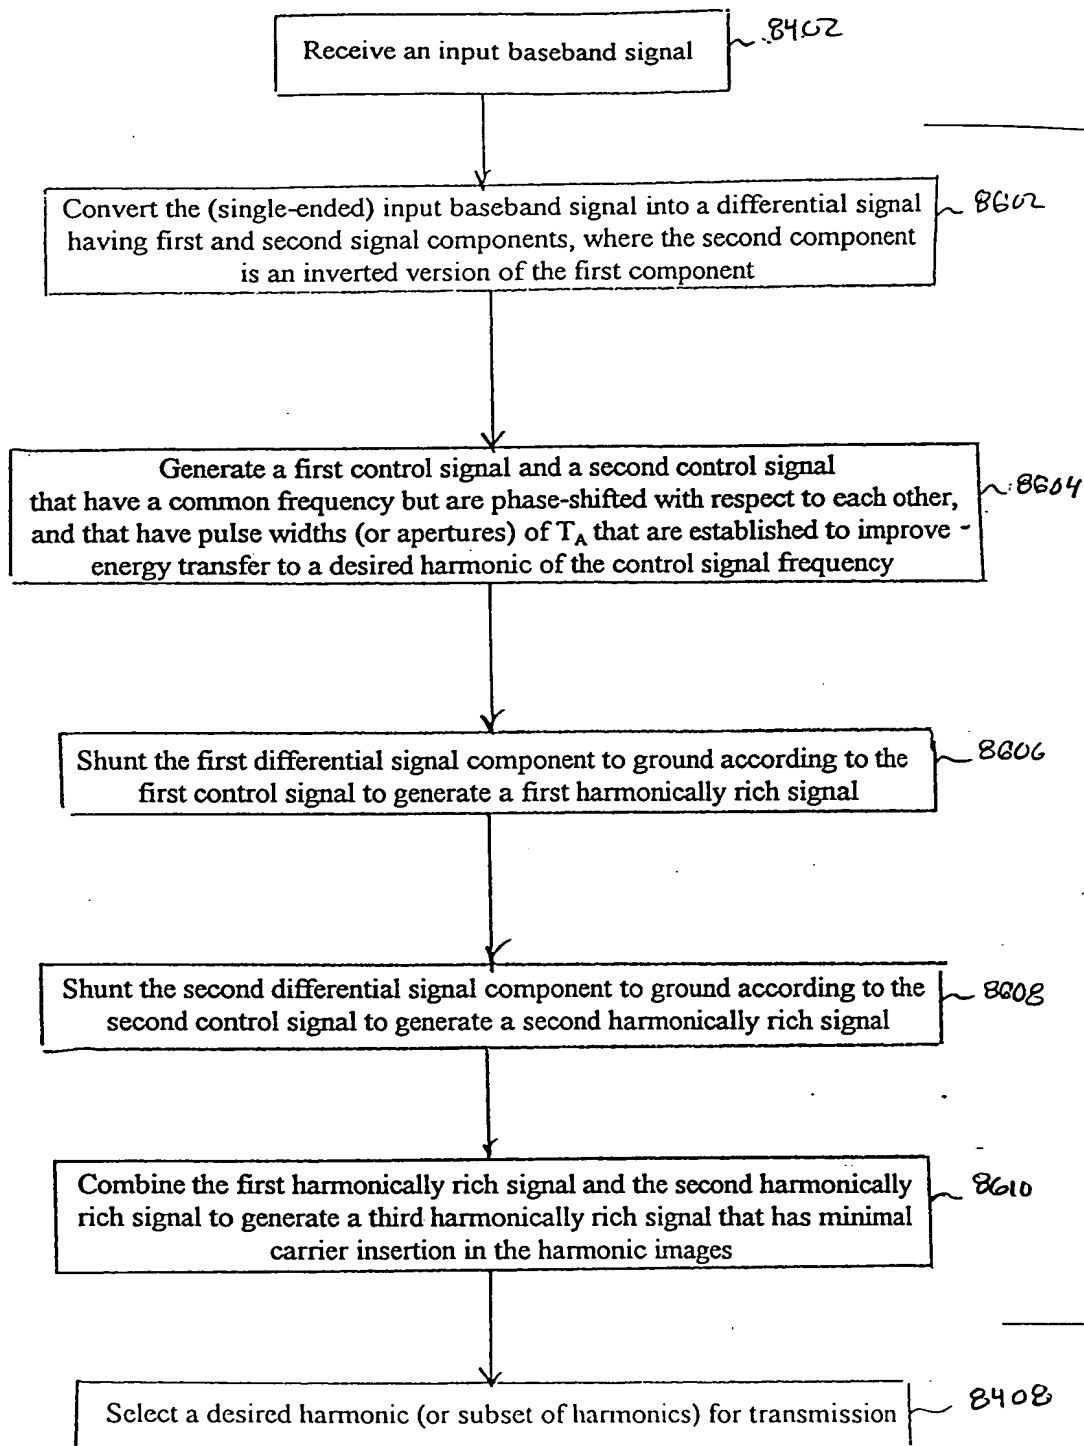 Receive an input baseband signal
8402
Convert the (single-ended) input baseband signal into a differential signal
having first and second signal components, where the second component
is an inverted version of the first component
8602
Generate a first control signal and a second control signal
that have a common frequency but are phase-shifted with respect to each other,
and that have pulse widths (or apertures) of TA that are established to improve
energy transfer to a desired harmonic of the control signal frequency
8604
Shunt the first differential signal component to ground according to the
first control signal to generate a first harmonically rich signal
8606
Shunt the second differential signal component to ground according to the
second control signal to generate a second harmonically rich signal
8608
Combine the first harmonically rich signal and the second harmonically
rich signal to generate a third harmonically rich signal that has minimal
carrier insertion in the harmonic images
8610
Select a desired harmonic (or subset of harmonics) for transmission
8408